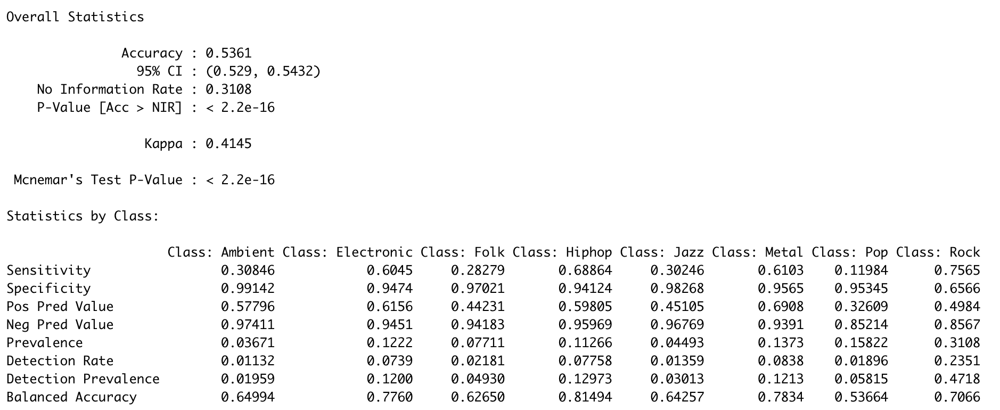 Overall Statistics
Accuracy : 0.5361
95% CI : (0.529, 0.5432)
No Information Rate : 0.3108
P-Value [Acc > NIR] : < 2.2e-16
Kappa : 0.4145
Mcnemar's Test P-Value : < 2.2e-16
Statistics by Class:
Class: Ambient Class: Electronic Class: Folk Class: Hiphop Class: Jazz Class: Metal Class: Pop Class: Rock
Sensitivity 0.30846 0.6045 0.28279 0.68864 0.30246 0.6103 0.11984 0.7565
Specificity 0.99142 0.9474 0.97021 0.94124 0.98268 0.9565 0.95345 0.6566
Pos Pred Value 0.57796 0.6156 0.44231 0.59805 0.45105 0.6908 0.32609 0.4984
Neg Pred Value 0.97411 0.9451 0.94183 0.95969 0.96769 0.9391 0.85214 0.8567
Prevalence 0.03671 0.1222 0.07711 0.11266 0.04493 0.1373 0.15822 0.3108
Detection Rate 0.01132 0.0739 0.02181 0.07758 0.01359 0.0838 0.01896 0.2351
Detection Prevalence 0.01959 0.1200 0.04930 0.12973 0.03013 0.1213 0.05815 0.4718
Balanced Accuracy 0.64994 0.7760 0.62650 0.81494 0.64257 0.7834 0.53664 0.7066